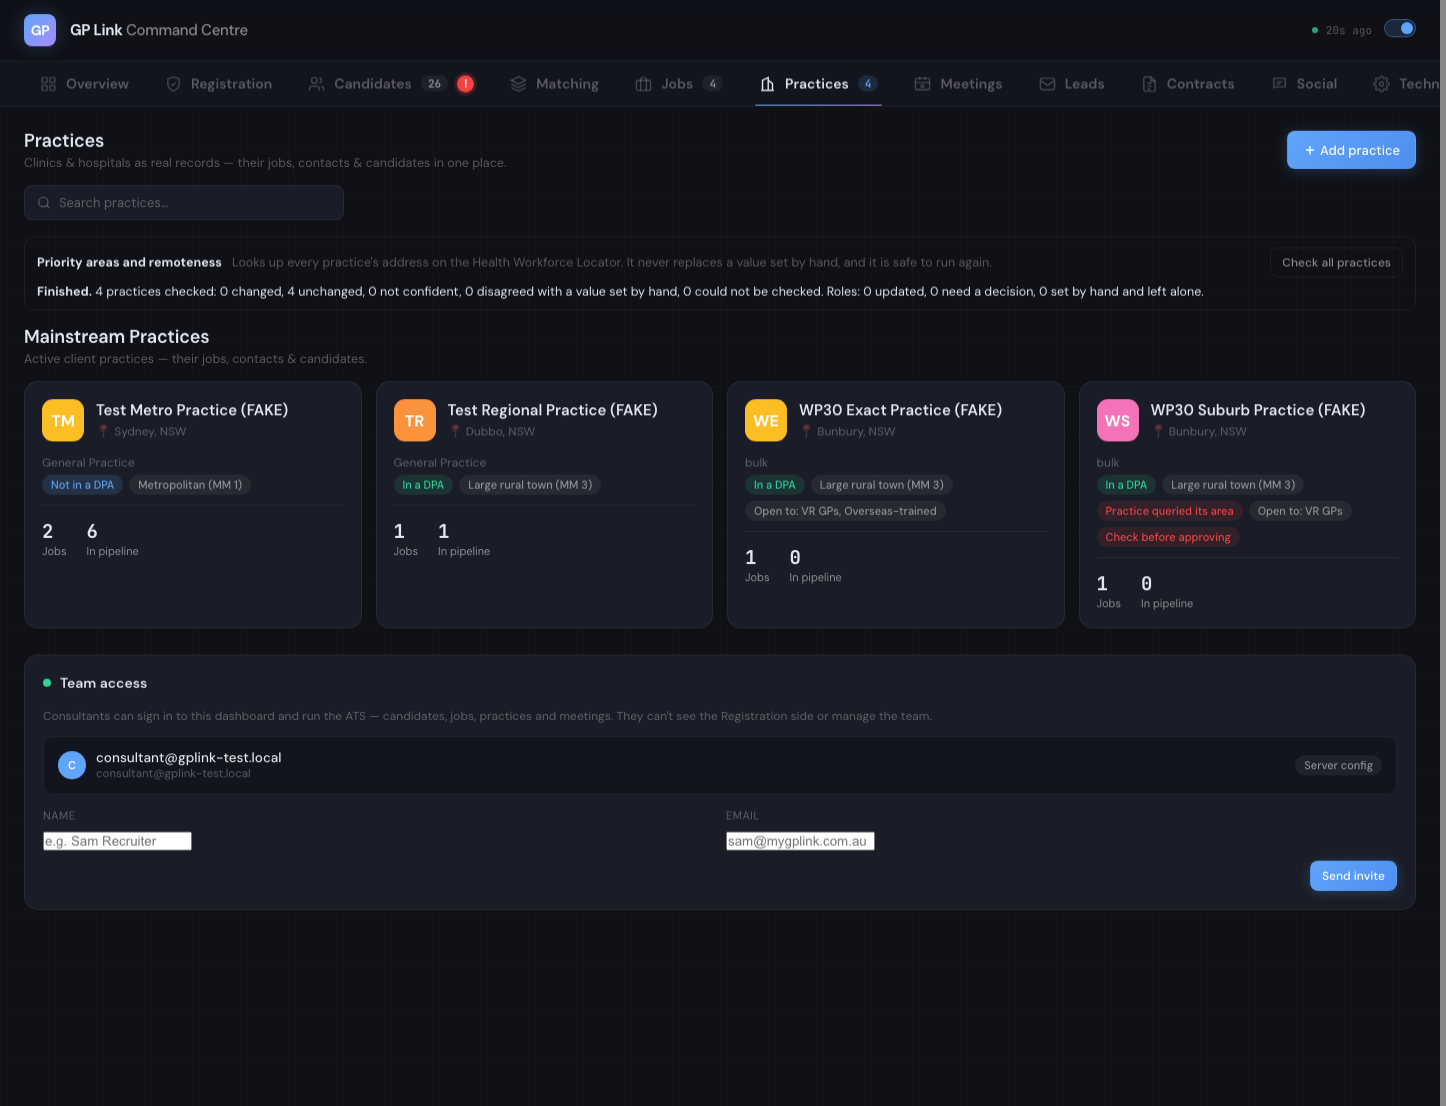 GP GP Link Command Centre
20s ago
Overview Registration Candidates 26 ! Matching Jobs 4 Practices 4 Meetings Leads Contracts Social Techn
Practices
Clinics & hospitals as real records — their jobs, contacts & candidates in one place.
+ Add practice
Search practices...
Priority areas and remoteness Looks up every practice's address on the Health Workforce Locator. It never replaces a value set by hand, and it is safe to run again.
Check all practices
Finished. 4 practices checked: 0 changed, 4 unchanged, 0 not confident, 0 disagreed with a value set by hand, 0 could not be checked. Roles: 0 updated, 0 need a decision, 0 set by hand and left alone.
Mainstream Practices
Active client practices — their jobs, contacts & candidates.
TM
Test Metro Practice (FAKE)
Sydney, NSW
General Practice
Not in a DPA Metropolitan (MM 1)
2 6
Jobs In pipeline
TR
Test Regional Practice (FAKE)
Dubbo, NSW
General Practice
In a DPA Large rural town (MM 3)
1 1
Jobs In pipeline
WE
WP30 Exact Practice (FAKE)
Bunbury, NSW
bulk
In a DPA Large rural town (MM 3)
Open to: VR GPs, Overseas-trained
1 0
Jobs In pipeline
WS
WP30 Suburb Practice (FAKE)
Bunbury, NSW
bulk
In a DPA Large rural town (MM 3)
Practice queried its area Open to: VR GPs
Check before approving
1 0
Jobs In pipeline
Team access
Consultants can sign in to this dashboard and run the ATS — candidates, jobs, practices and meetings. They can't see the Registration side or manage the team.
C
consultant@gplink-test.local
consultant@gplink-test.local
Server config
NAME
e.g. Sam Recruiter
EMAIL
sam@mygplink.com.au
Send invite